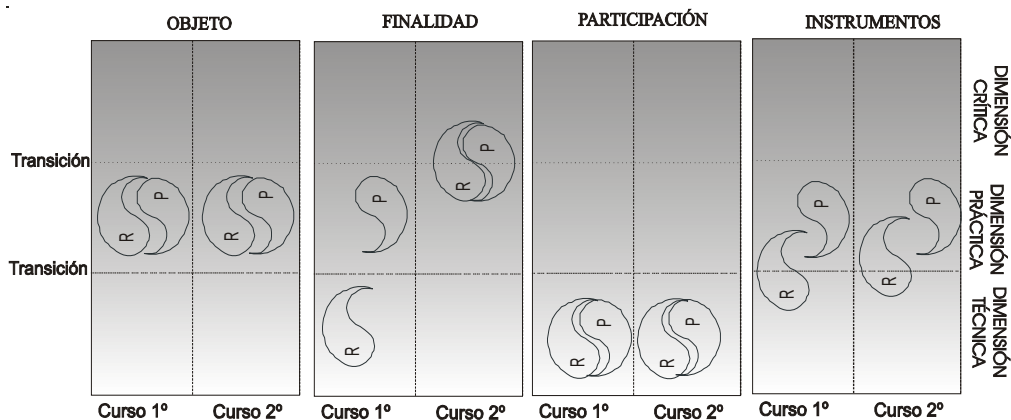 OBJETO
FINALIDAD
PARTICIPACIÓN
INSTRUMENTOS
Transición
Transición
R
P
R
P
R
P
R
P
R
P
R
P
R
P
R
P
DIMENSIÓN
CRÍTICA
DIMENSIÓN
PRÁCTICA
DIMENSIÓN
TÉCNICA
Curso 1º
Curso 2º
Curso 1º
Curso 2º
Curso 1º
Curso 2º
Curso 1º
Curso 2º